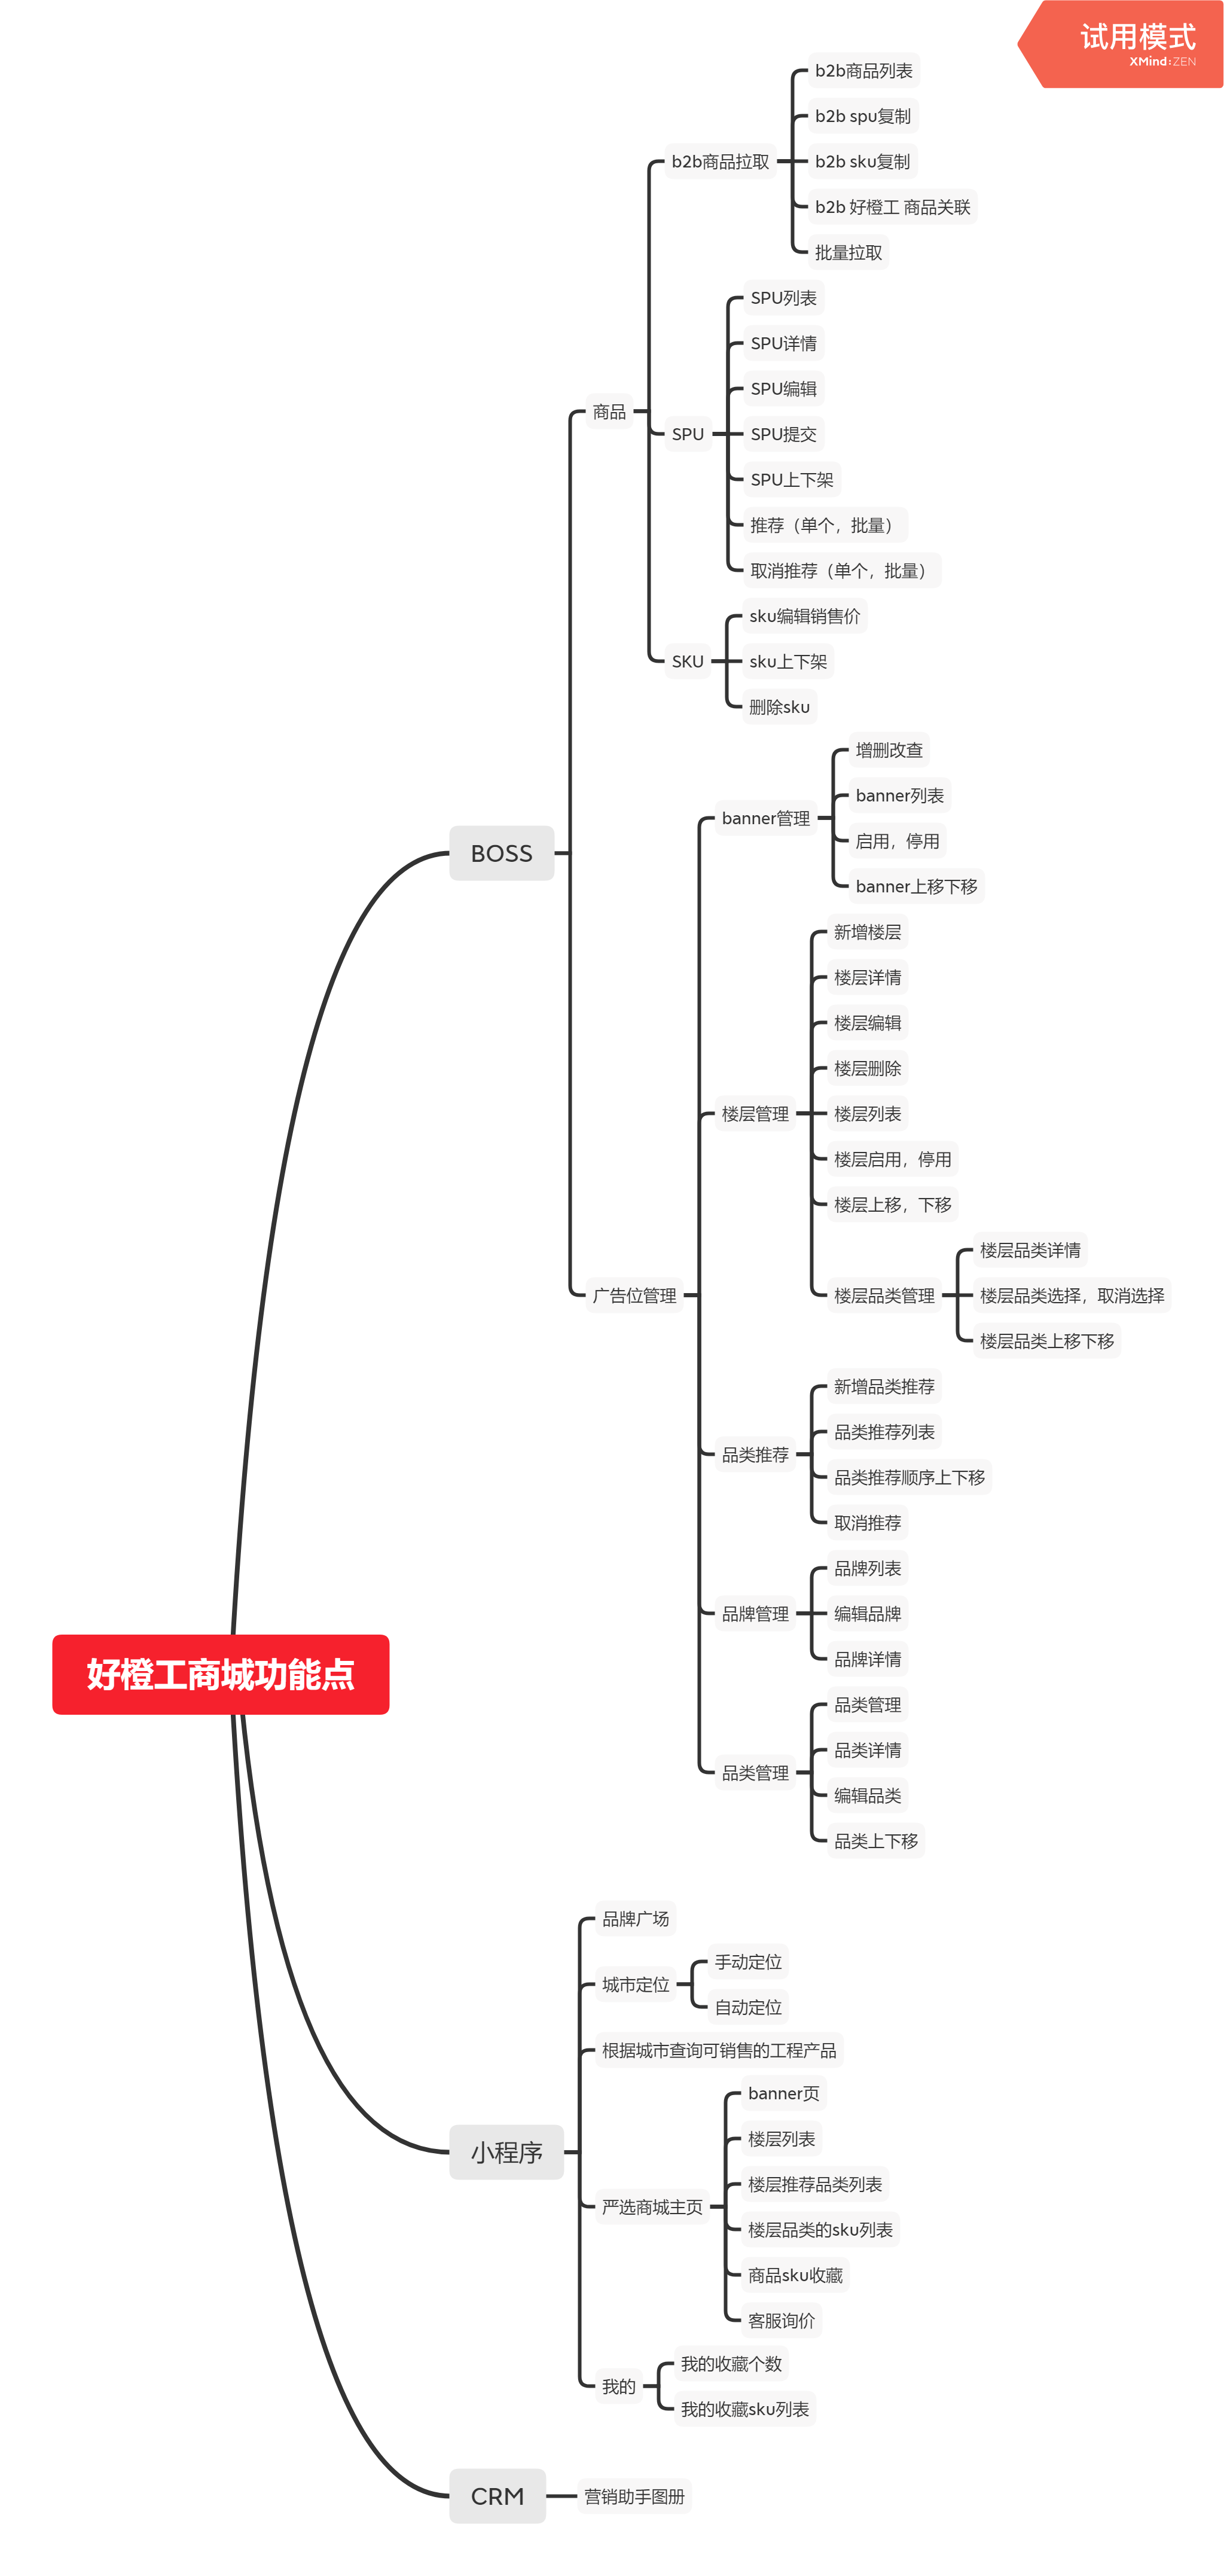 试用模式
XMind:ZEN
好橙工商城功能点
BOSS
商品
b2b商品拉取
b2b商品列表
b2b spu复制
b2b sku复制
b2b 好橙工 商品关联
批量拉取
SPU
SPU列表
SPU详情
SPU编辑
SPU提交
SPU上下架
推荐（单个，批量）
取消推荐（单个，批量）
SKU
sku编辑销售价
sku上下架
删除sku
广告位管理
banner管理
增删改查
banner列表
启用，停用
banner上移下移
楼层管理
新增楼层
楼层详情
楼层编辑
楼层删除
楼层列表
楼层启用，停用
楼层上移，下移
楼层品类管理
楼层品类详情
楼层品类选择，取消选择
楼层品类上移下移
品类推荐
新增品类推荐
品类推荐列表
品类推荐顺序上下移
取消推荐
品牌管理
品牌列表
编辑品牌
品牌详情
品类管理
品类管理
品类详情
编辑品类
品类上下移
小程序
品牌广场
城市定位
手动定位
自动定位
根据城市查询可销售的工程产品
严选商城主页
banner页
楼层列表
楼层推荐品类列表
楼层品类的sku列表
商品sku收藏
客服询价
我的
我的收藏个数
我的收藏sku列表
CRM
营销助手图册